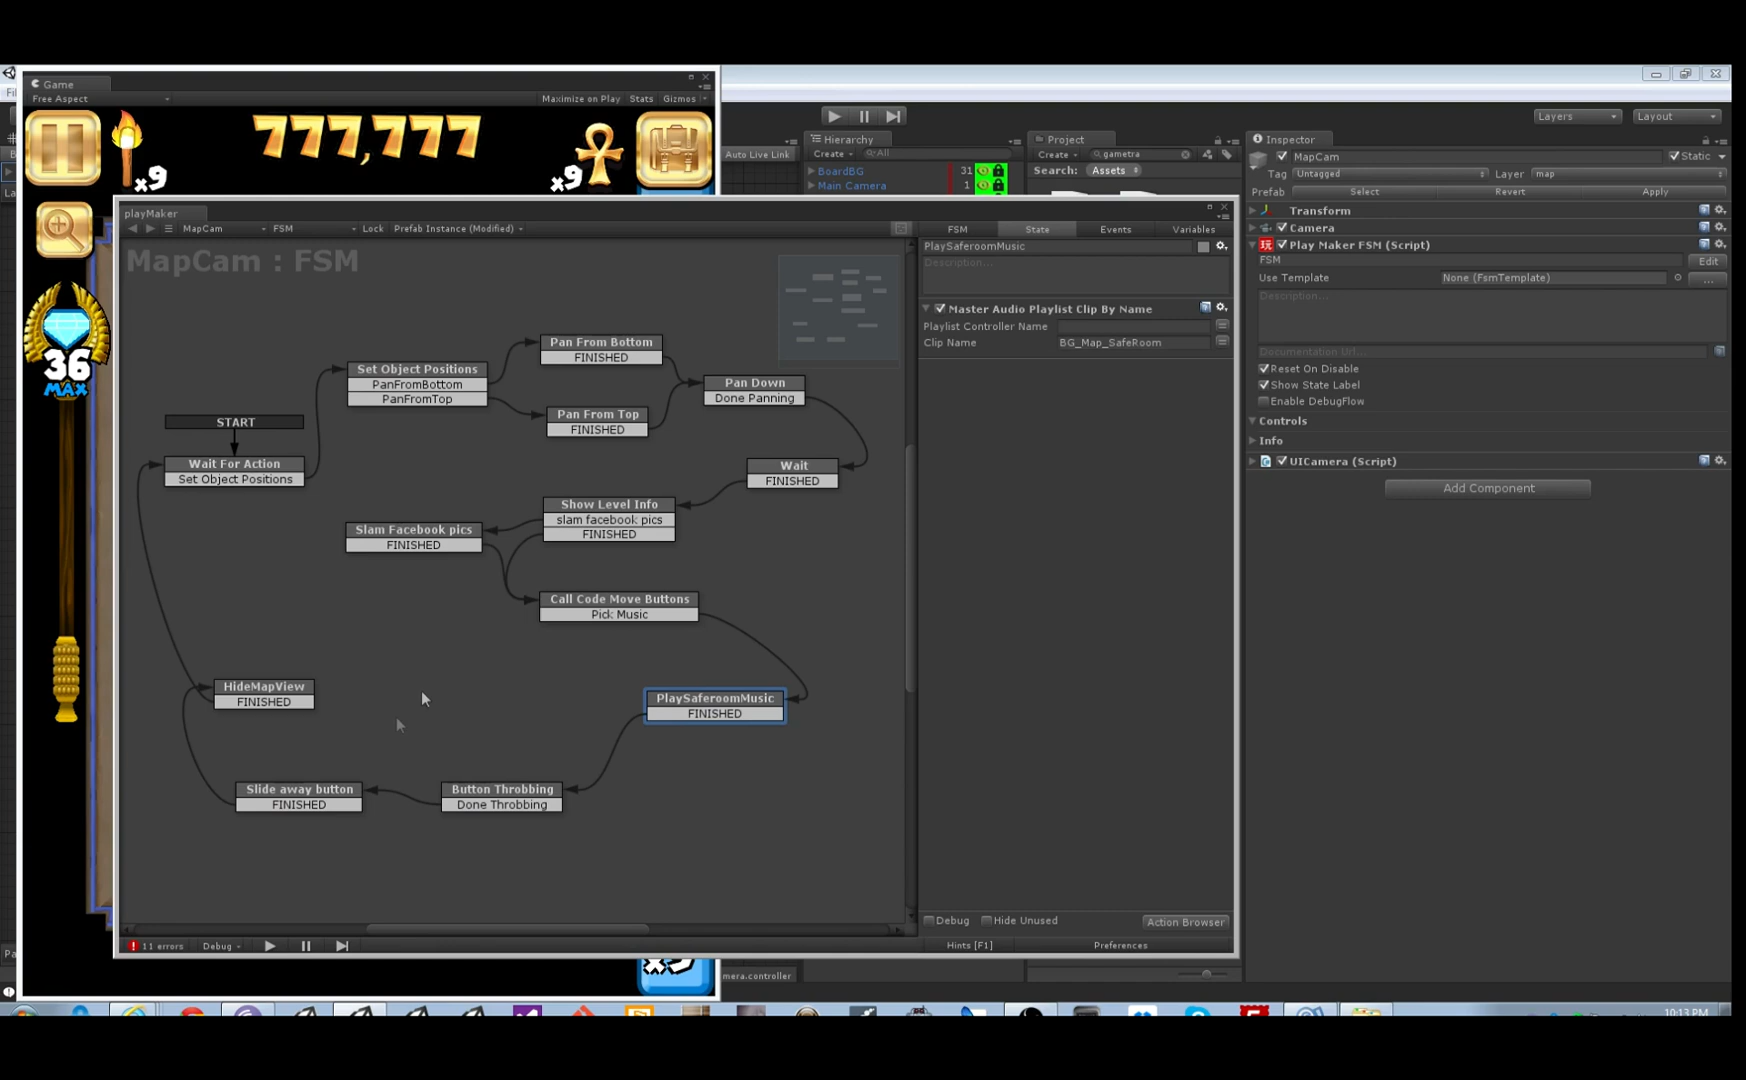 Game
Free Aspect
Maximize on Play Stats Gizmos
777,777
x9
x9
36
MAX
Layers
Layout
Auto Live Link
Hierarchy
Create
All
BoardBG
31
Main Camera
1
Project
Create
gametra
Search: Assets
Inspector
MapCam
Static
Tag Untagged
Layer map
Prefab Select Revert Apply
Transform
Camera
Play Maker FSM (Script)
FSM
Edit
Use Template
None (FsmTemplate)
...
Description...
Documentation Url...
Reset On Disable
Show State Label
Enable DebugFlow
Controls
Info
UICamera (Script)
Add Component
playMaker
MapCam FSM Lock Prefab Instance (Modified)
MapCam : FSM
START
Wait For Action
Set Object Positions
Set Object Positions
PanFromBottom
PanFromTop
Pan From Bottom
FINISHED
Pan From Top
FINISHED
Pan Down
Done Panning
Wait
FINISHED
Show Level Info
slam facebook pics
FINISHED
Slam Facebook pics
FINISHED
Call Code Move Buttons
Pick Music
HideMapView
FINISHED
PlaySaferoomMusic
FINISHED
Slide away button
FINISHED
Button Throbbing
Done Throbbing
FSM State Events Variables
PlaySaferoomMusic
Description...
Master Audio Playlist Clip By Name
Playlist Controller Name
Clip Name
BG_Map_SafeRoom
Debug
Hide Unused
Action Browser
11 errors
Debug
Hints [F1]
Preferences
mera.controller
10:13 PM